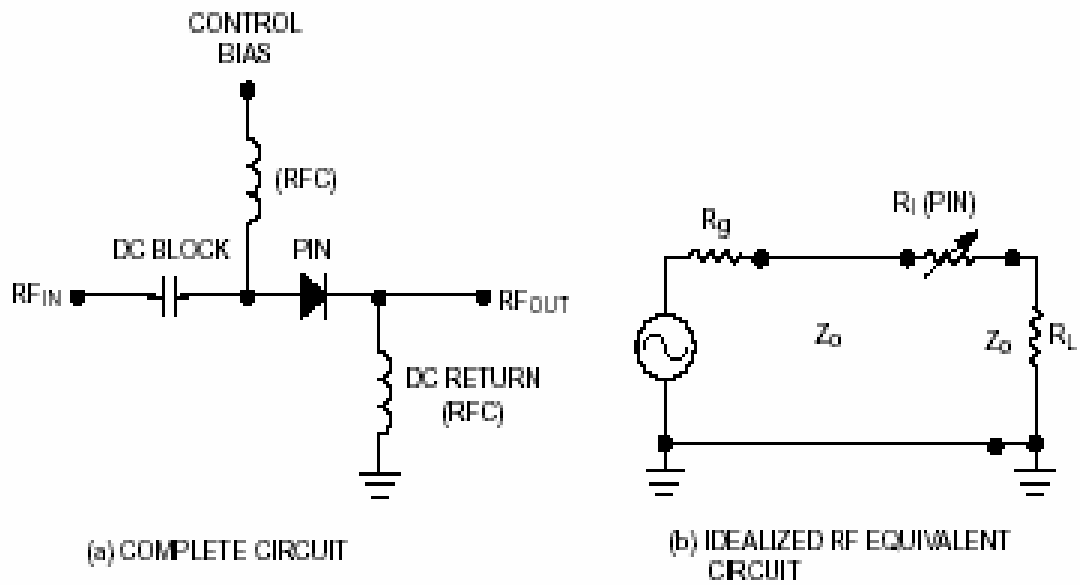 CONTROL
BIAS
(RFC)
DC BLOCK
PIN
RFIN
RFOUT
DC RETURN
(RFC)
(a) COMPLETE CIRCUIT
Rg
RI (PIN)
Zo
Zo
RL
(b) IDEALIZED RF EQUIVALENT
CIRCUIT